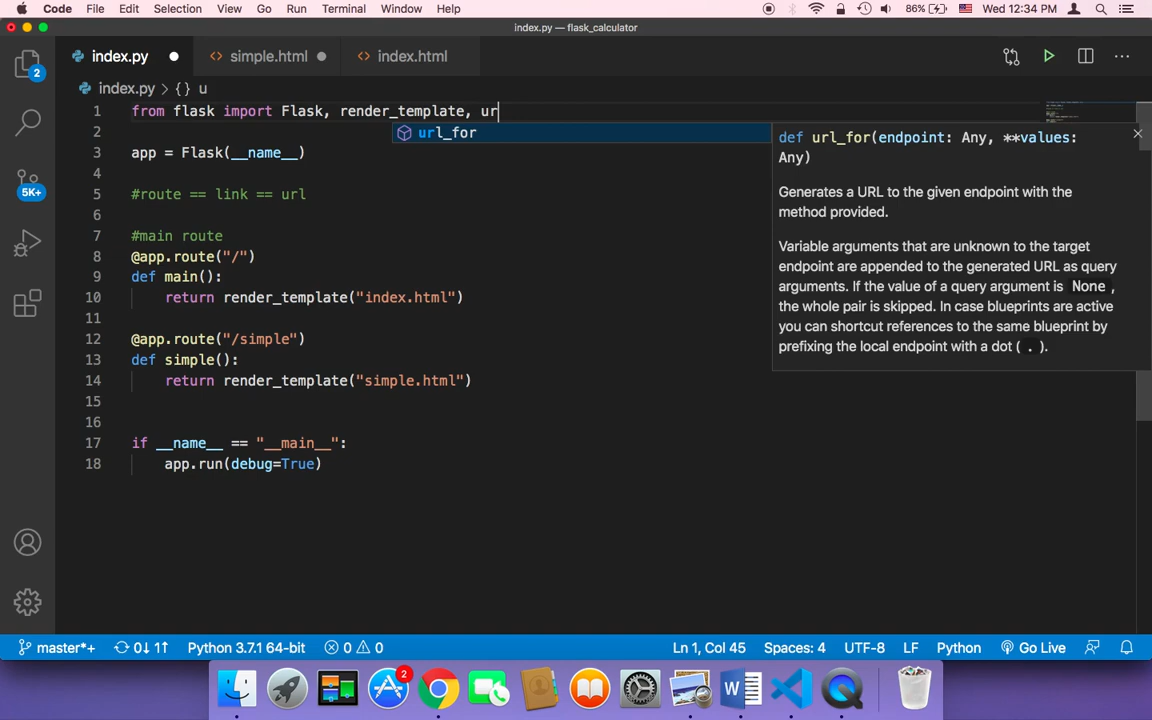 Code File Edit Selection View Go Run Terminal Window Help 86% Wed 12:34 PM
index.py — flask_calculator
index.py simple.html index.html
2
index.py > {} u
1 from flask import Flask, render_template, ur
url_for
2
3 app = Flask(__name__)
4
5 #route == link == url
6
7 #main route
8 @app.route("/")
9 def main():
10 return render_template("index.html")
11
12 @app.route("/simple")
13 def simple():
14 return render_template("simple.html")
15
16
17 if __name__ == "__main__":
18 app.run(debug=True)
def url_for(endpoint: Any, **values:
Any)
Generates a URL to the given endpoint with the
method provided.
Variable arguments that are unknown to the target
endpoint are appended to the generated URL as query
arguments. If the value of a query argument is None ,
the whole pair is skipped. In case blueprints are active
you can shortcut references to the same blueprint by
prefixing the local endpoint with a dot ( . ).
5K+
master*+ 0↓ 1↑ Python 3.7.1 64-bit 0 0 Ln 1, Col 45 Spaces: 4 UTF-8 LF Python Go Live
2
W